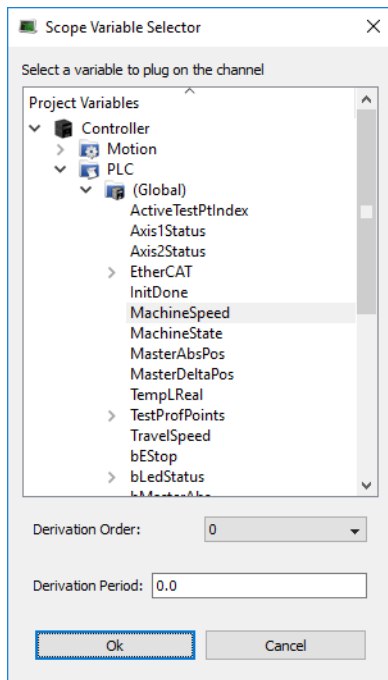 Scope Variable Selector
Select a variable to plug on the channel
Project Variables
Controller
Motion
PLC
(Global)
ActiveTestPtIndex
Axis1Status
Axis2Status
EtherCAT
InitDone
MachineSpeed
MachineState
MasterAbsPos
MasterDeltaPos
TempLReal
TestProfPoints
TravelSpeed
bEStop
bLedStatus
bMasterAbs
Derivation Order: 0
Derivation Period: 0.0
Ok Cancel